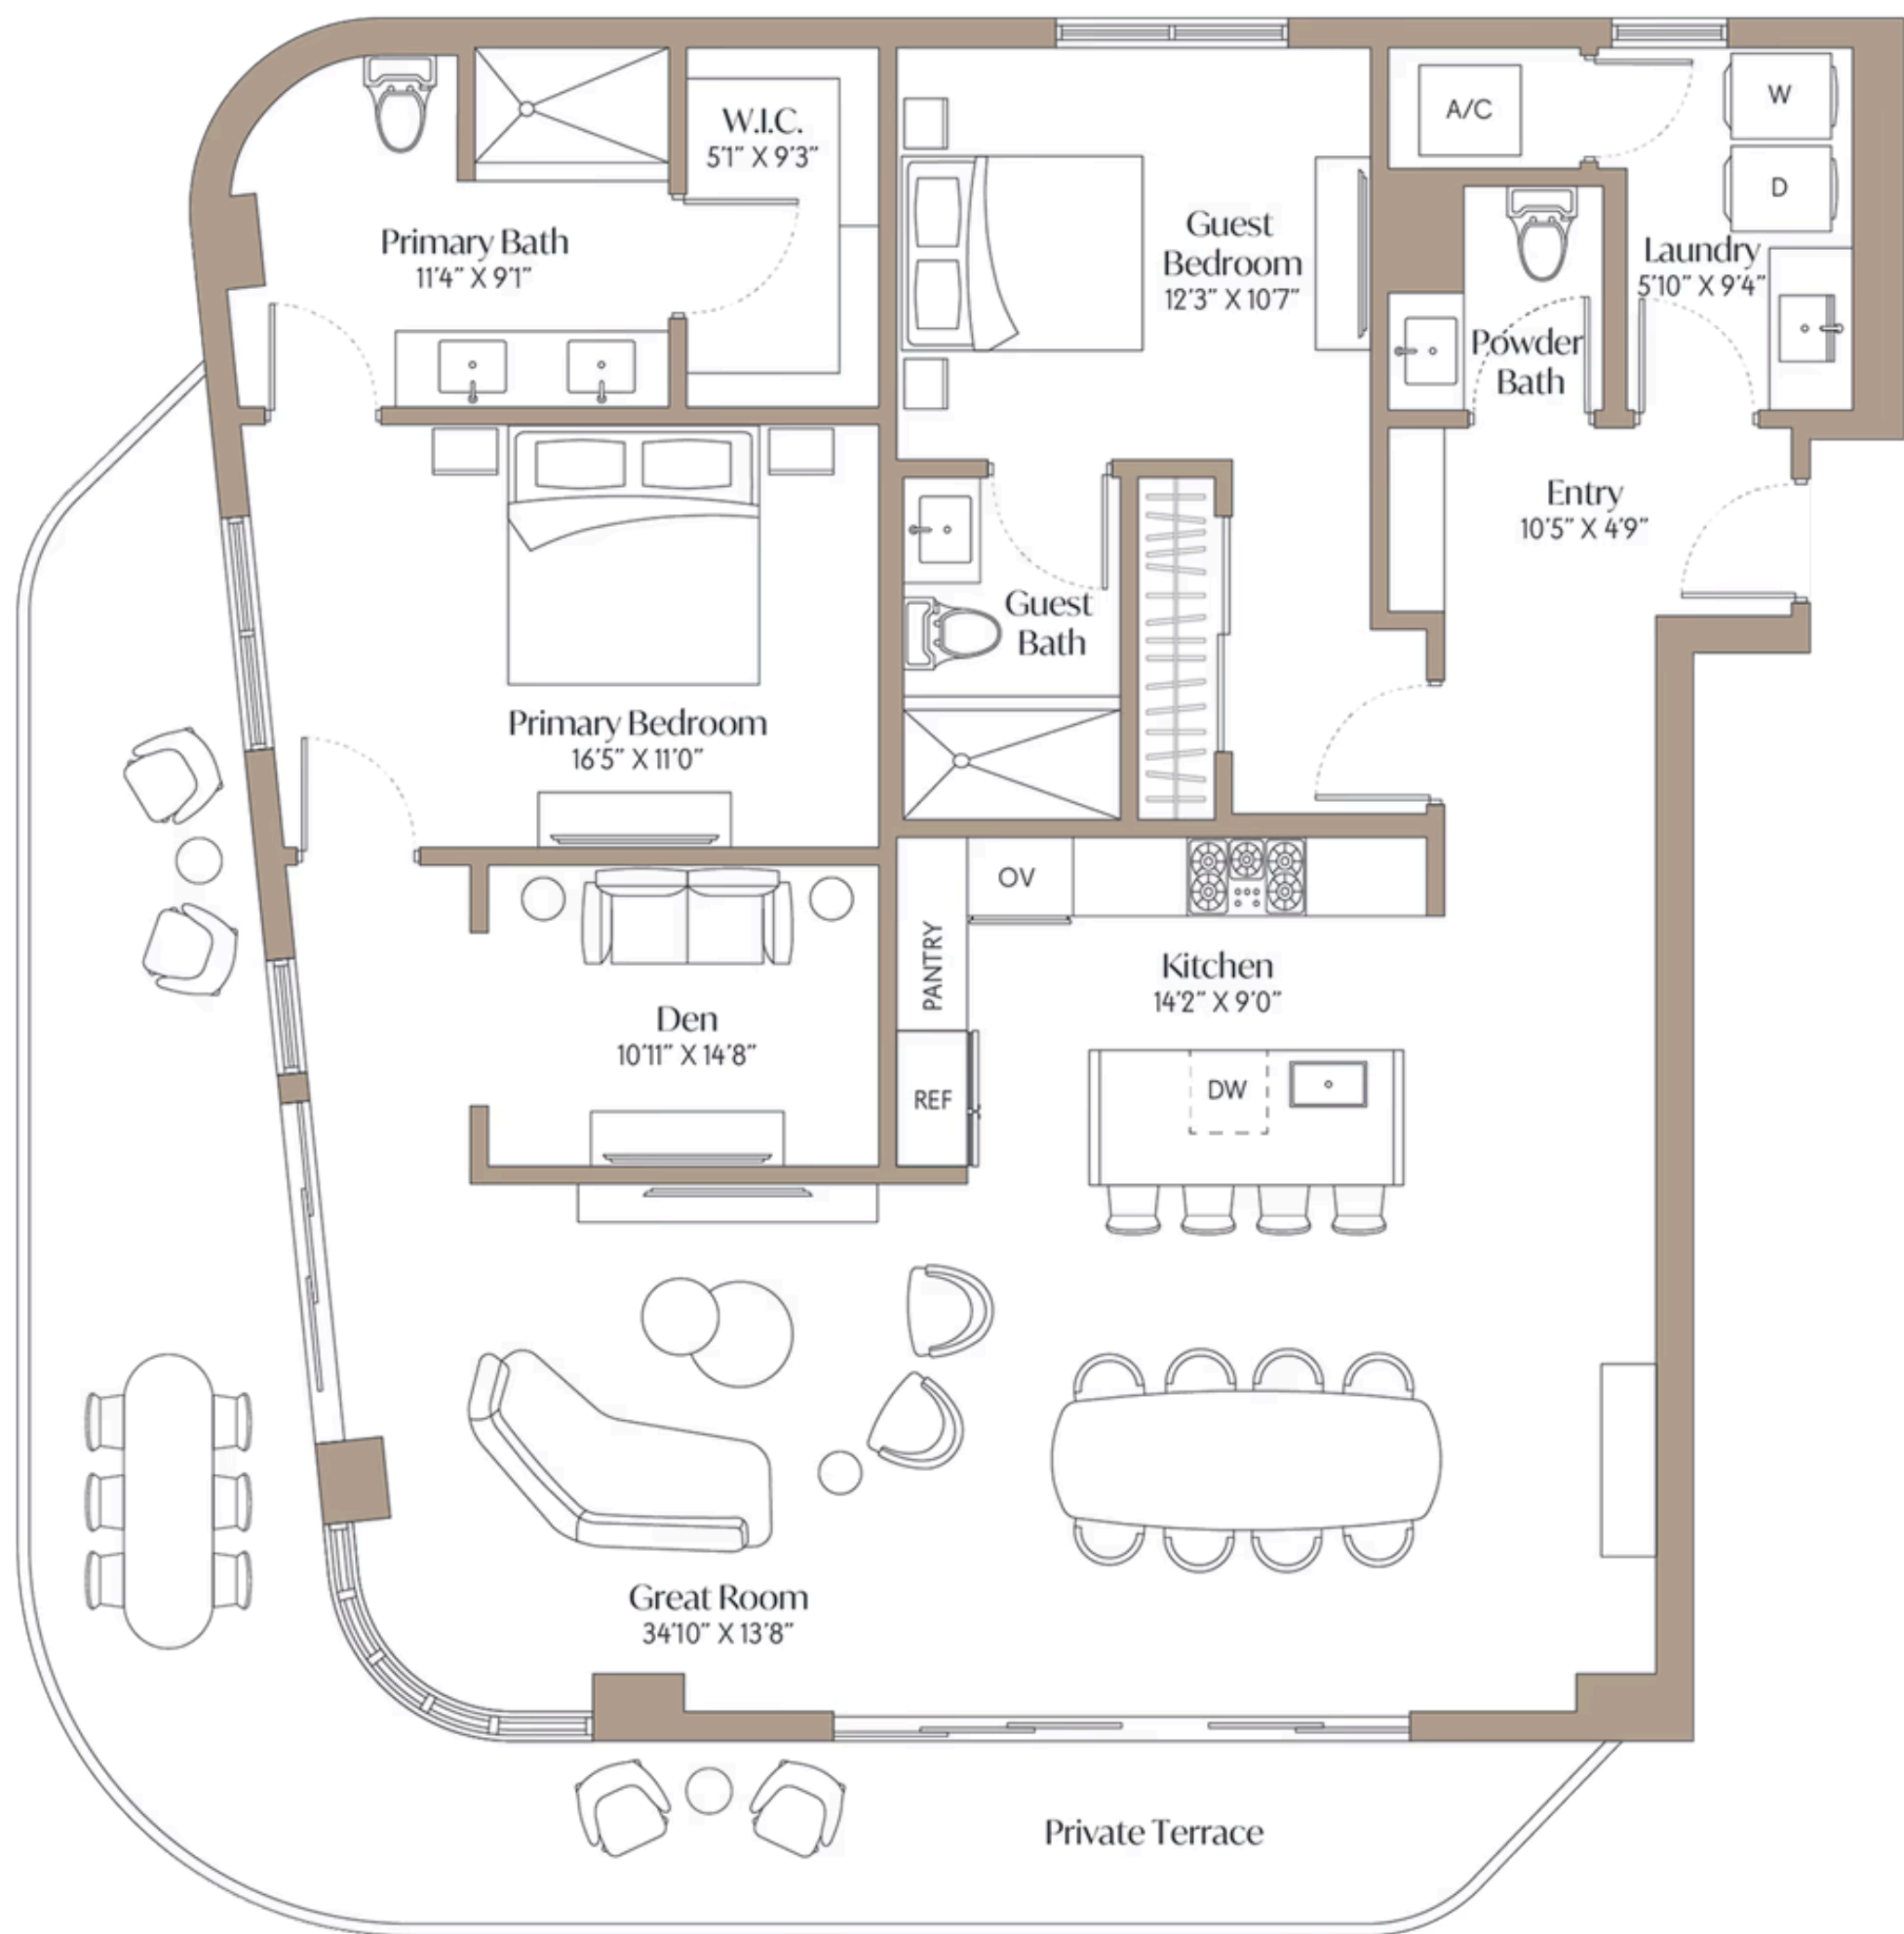 W.I.C.
5'1" X 9'3"
A/C
W
D
Primary Bath
11'4" X 9'1"
Guest
Bedroom
12'3" X 10'7"
Laundry
5'10" X 9'4"
Powder
Bath
Entry
10'5" X 4'9"
Guest
Bath
Primary Bedroom
16'5" X 11'0"
OV
PANTRY
Kitchen
14'2" X 9'0"
Den
10'11" X 14'8"
REF
DW
Great Room
34'10" X 13'8"
Private Terrace